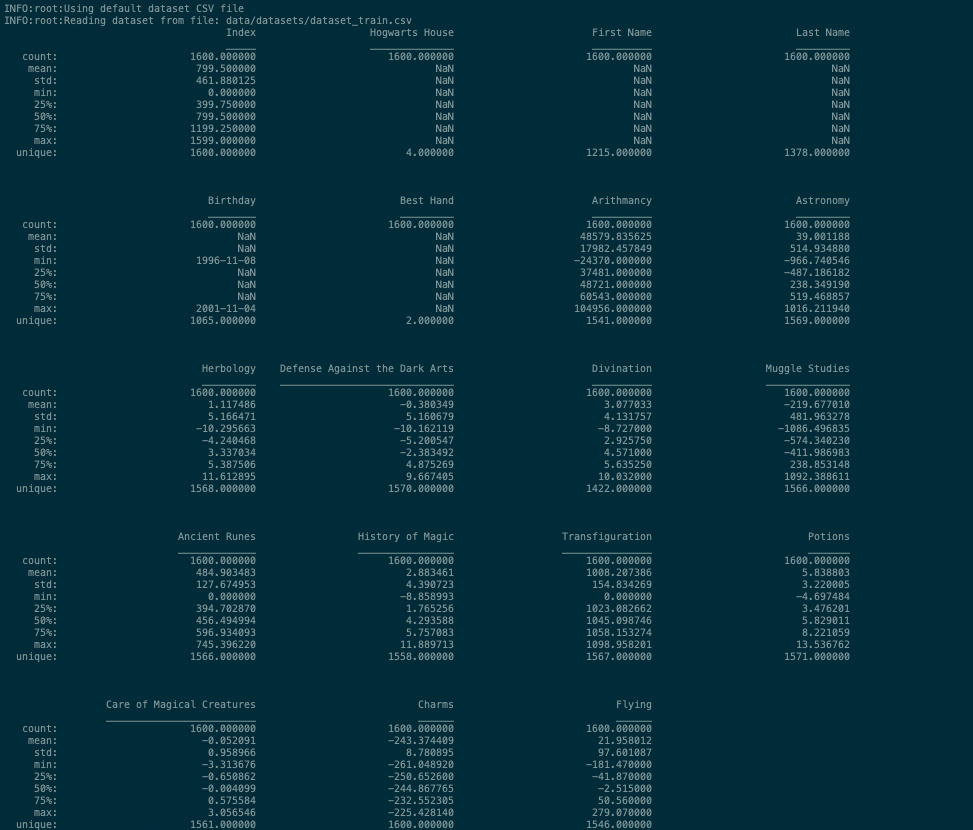 INFO:root:Using default dataset CSV file
INFO:root:Reading dataset from file: data/datasets/dataset_train.csv
Index Hogwarts House First Name Last Name
count: 1600.000000 1600.000000 1600.000000 1600.000000
mean: 799.500000 NaN NaN NaN
std: 461.880125 NaN NaN NaN
min: 0.000000 NaN NaN NaN
25%: 399.750000 NaN NaN NaN
50%: 799.500000 NaN NaN NaN
75%: 1199.250000 NaN NaN NaN
max: 1599.000000 NaN NaN NaN
unique: 1600.000000 4.000000 1215.000000 1378.000000
Birthday Best Hand Arithmancy Astronomy
count: 1600.000000 1600.000000 1600.000000 1600.000000
mean: NaN NaN 48579.835625 39.001188
std: NaN NaN 17982.457849 514.934880
min: 1996-11-08 NaN -24370.000000 -966.740546
25%: NaN NaN 37481.000000 -487.186182
50%: NaN NaN 48721.000000 238.349190
75%: NaN NaN 60543.000000 519.468857
max: 2001-11-04 NaN 104956.000000 1016.211940
unique: 1065.000000 2.000000 1541.000000 1569.000000
Herbology Defense Against the Dark Arts Divination Muggle Studies
count: 1600.000000 1600.000000 1600.000000 1600.000000
mean: 1.117486 -0.380349 3.077033 -219.677010
std: 5.166471 5.160679 4.131757 481.963278
min: -10.295663 -10.162119 -8.727000 -1086.496835
25%: -4.240468 -5.200547 2.925750 -574.340230
50%: 3.337034 -2.383492 4.571000 -411.986983
75%: 5.387506 4.875269 5.635250 238.853148
max: 11.612895 9.667405 10.032000 1092.388611
unique: 1568.000000 1570.000000 1422.000000 1566.000000
Ancient Runes History of Magic Transfiguration Potions
count: 1600.000000 1600.000000 1600.000000 1600.000000
mean: 484.903483 2.883461 1008.207386 5.838803
std: 127.674953 4.390723 154.834269 3.220005
min: 0.000000 -8.858993 0.000000 -4.697484
25%: 394.702870 1.765256 1023.082662 3.476201
50%: 456.494994 4.293588 1045.098746 5.829011
75%: 596.934093 5.757083 1058.153274 8.221059
max: 745.396220 11.889713 1098.958201 13.536762
unique: 1566.000000 1558.000000 1567.000000 1571.000000
Care of Magical Creatures Charms Flying
count: 1600.000000 1600.000000 1600.000000
mean: -0.052091 -243.374409 21.958012
std: 0.958966 8.780895 97.601087
min: -3.313676 -261.048920 -181.470000
25%: -0.650862 -250.652600 -41.870000
50%: -0.004099 -244.867765 -2.515000
75%: 0.575584 -232.552305 50.560000
max: 3.056546 -225.428140 279.070000
unique: 1561.000000 1600.000000 1546.000000